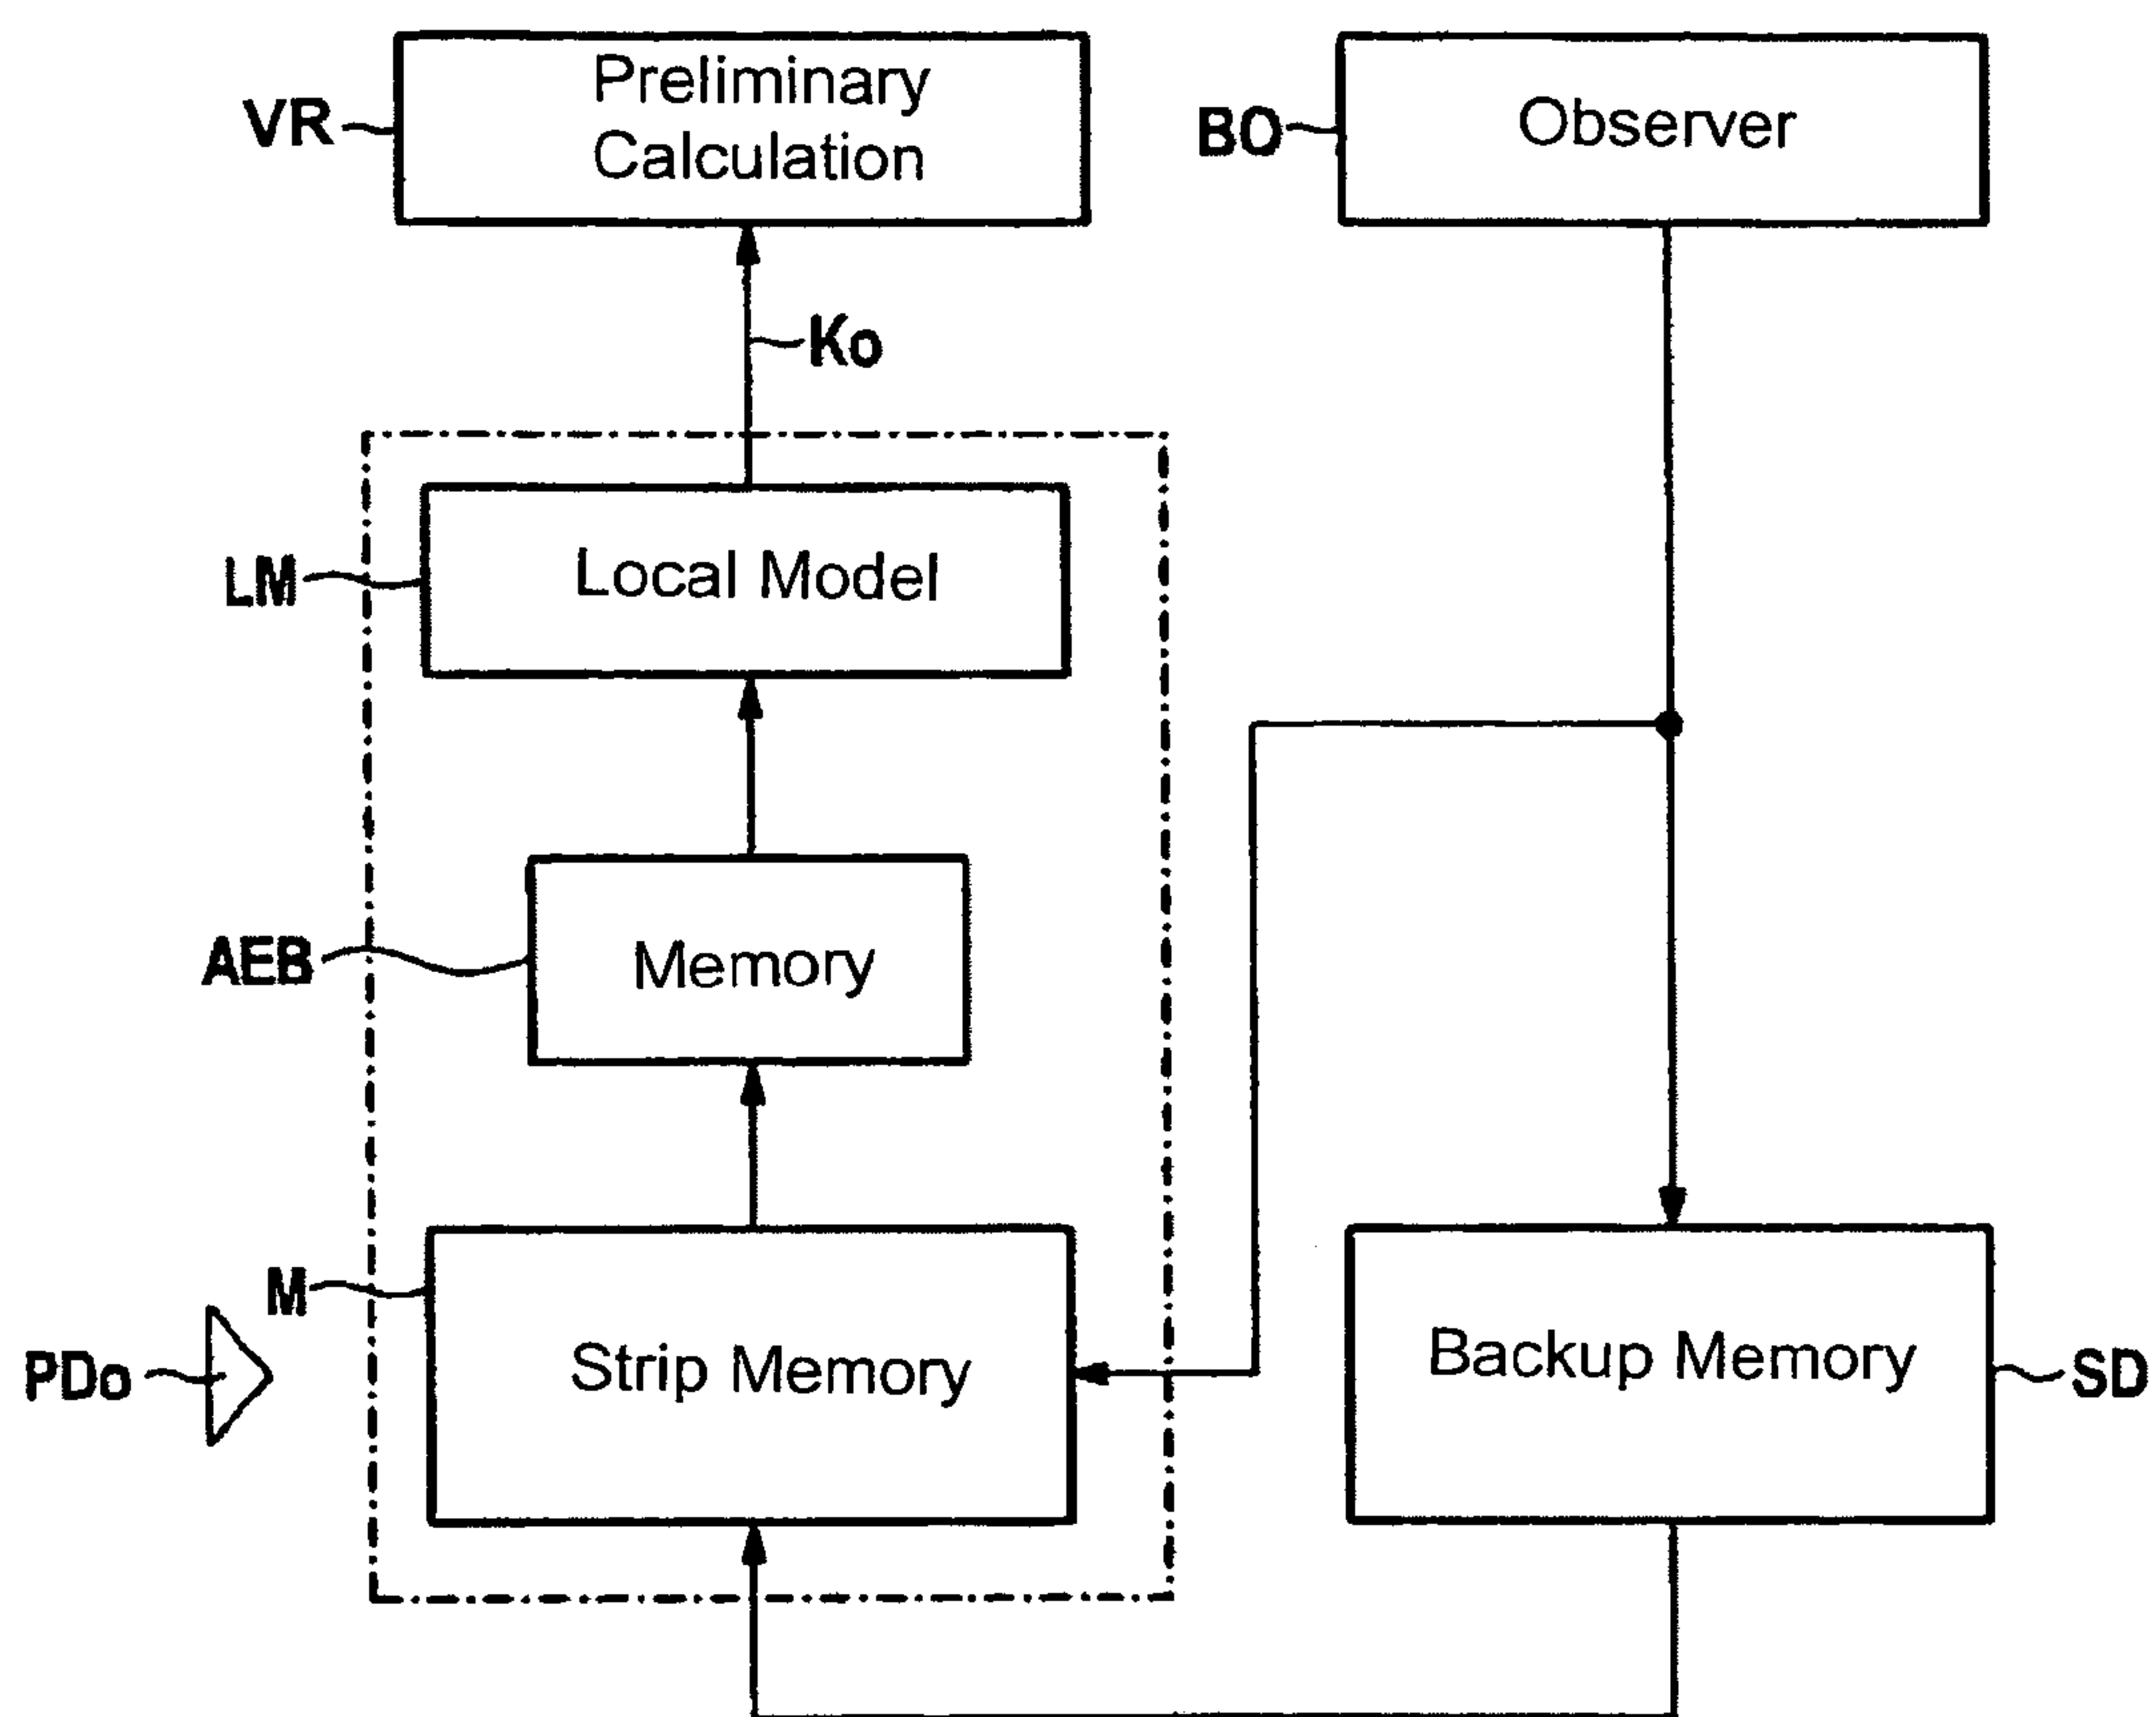 Preliminary
Calculation
VR
BO
Observer
Ko
Local Model
LM
AEB
Memory
M
Strip Memory
PDo
Backup Memory
SD